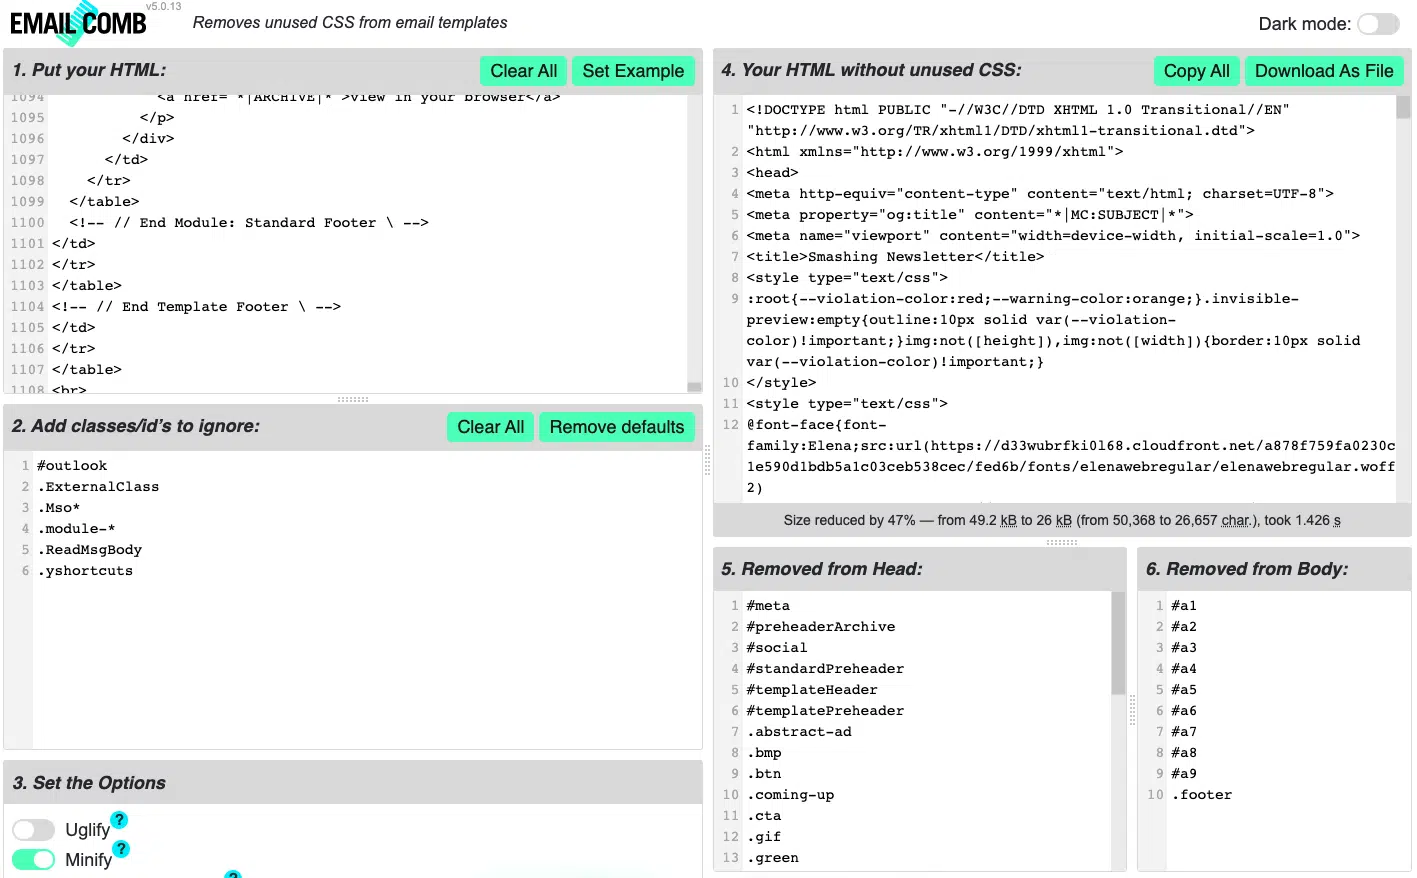 EMAIL COMB
v5.0.13
Removes unused CSS from email templates
Dark mode:
1. Put your HTML:
Clear All
Set Example
1094 <a href="*|ARCHIVE|*">view in your browser</a>
1095 </p>
1096 </div>
1097 </td>
1098 </tr>
1099 </table>
1100 <!-- // End Module: Standard Footer \ -->
1101 </td>
1102 </tr>
1103 </table>
1104 <!-- // End Template Footer \ -->
1105 </td>
1106 </tr>
1107 </table>
1108 <br>
2. Add classes/id’s to ignore:
Clear All
Remove defaults
1 #outlook
2 .ExternalClass
3 .Mso*
4 .module-*
5 .ReadMsgBody
6 .yshortcuts
3. Set the Options
Uglify ?
Minify ?
?
4. Your HTML without unused CSS:
Copy All
Download As File
1 <!DOCTYPE html PUBLIC "-//W3C//DTD XHTML 1.0 Transitional//EN"
"http://www.w3.org/TR/xhtml1/DTD/xhtml1-transitional.dtd">
2 <html xmlns="http://www.w3.org/1999/xhtml">
3 <head>
4 <meta http-equiv="content-type" content="text/html; charset=UTF-8">
5 <meta property="og:title" content="*|MC:SUBJECT|*">
6 <meta name="viewport" content="width=device-width, initial-scale=1.0">
7 <title>Smashing Newsletter</title>
8 <style type="text/css">
9 :root{--violation-color:red;--warning-color:orange;}.invisible-
preview:empty{outline:10px solid var(--violation-
color)!important;}img:not([height]),img:not([width]){border:10px solid
var(--violation-color)!important;}
10 </style>
11 <style type="text/css">
12 @font-face{font-
family:Elena;src:url(https://d33wubrfki0l68.cloudfront.net/a878f759fa0230c
1e590d1bdb5a1c03ceb538cec/fed6b/fonts/elenawebregular/elenawebregular.woff
2)
Size reduced by 47% — from 49.2 kB to 26 kB (from 50,368 to 26,657 char.), took 1.426 s
5. Removed from Head:
1 #meta
2 #preheaderArchive
3 #social
4 #standardPreheader
5 #templateHeader
6 #templatePreheader
7 .abstract-ad
8 .bmp
9 .btn
10 .coming-up
11 .cta
12 .gif
13 .green
6. Removed from Body:
1 #a1
2 #a2
3 #a3
4 #a4
5 #a5
6 #a6
7 #a7
8 #a8
9 #a9
10 .footer